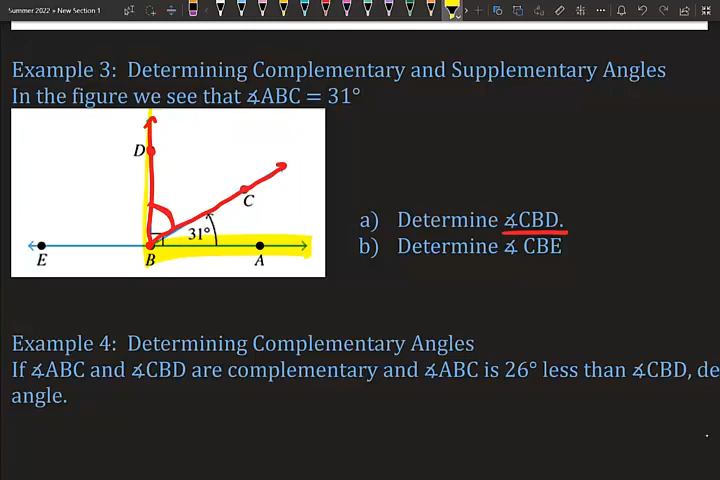 Summer 2022 » New Section 1
Example 3: Determining Complementary and Supplementary Angles
In the figure we see that ∡ABC = 31°
D
C
31°
E
B
A
a) Determine ∡CBD.
b) Determine ∡ CBE
Example 4: Determining Complementary Angles
If ∡ABC and ∡CBD are complementary and ∡ABC is 26° less than ∡CBD, de
angle.